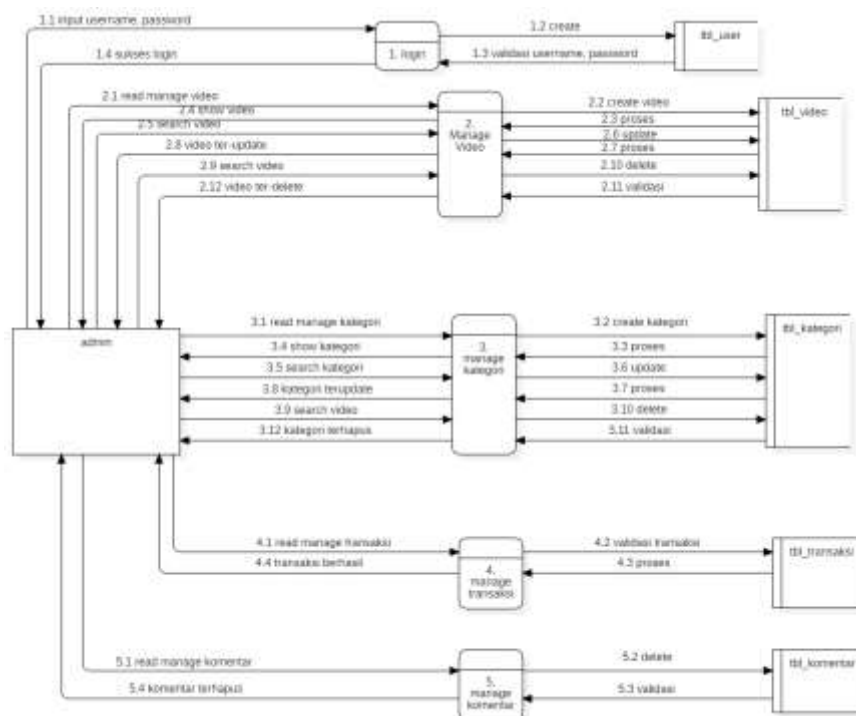 1.1 input username, password
1.2 create
tbl_user
1. login
1.4 sukses login
1.3 validasi username, password
2.1 read manage video
2.4 show video
2.5 search video
2.8 video ter-update
2.9 search video
2.12 video ter-delete
2.
Manage
Video
2.2 create video
2.3 proses
2.6 update
2.7 proses
2.10 delete
2.11 validasi
tbl_video
admin
3.1 read manage kategori
3.4 show kategori
3.5 search kategori
3.8 kategori terupdate
3.9 search video
3.12 kategori terhapus
3.
manage
kategori
3.2 create kategori
3.3 proses
3.6 update
3.7 proses
3.10 delete
3.11 validasi
tbl_kategori
4.1 read manage transaksi
4.4 transaksi berhasil
4.
manage
transaksi
4.2 validasi transaksi
4.3 proses
tbl_transaksi
5.1 read manage komentar
5.4 komentar terhapus
5.
manage
komentar
5.2 delete
5.3 validasi
tbl_komentar